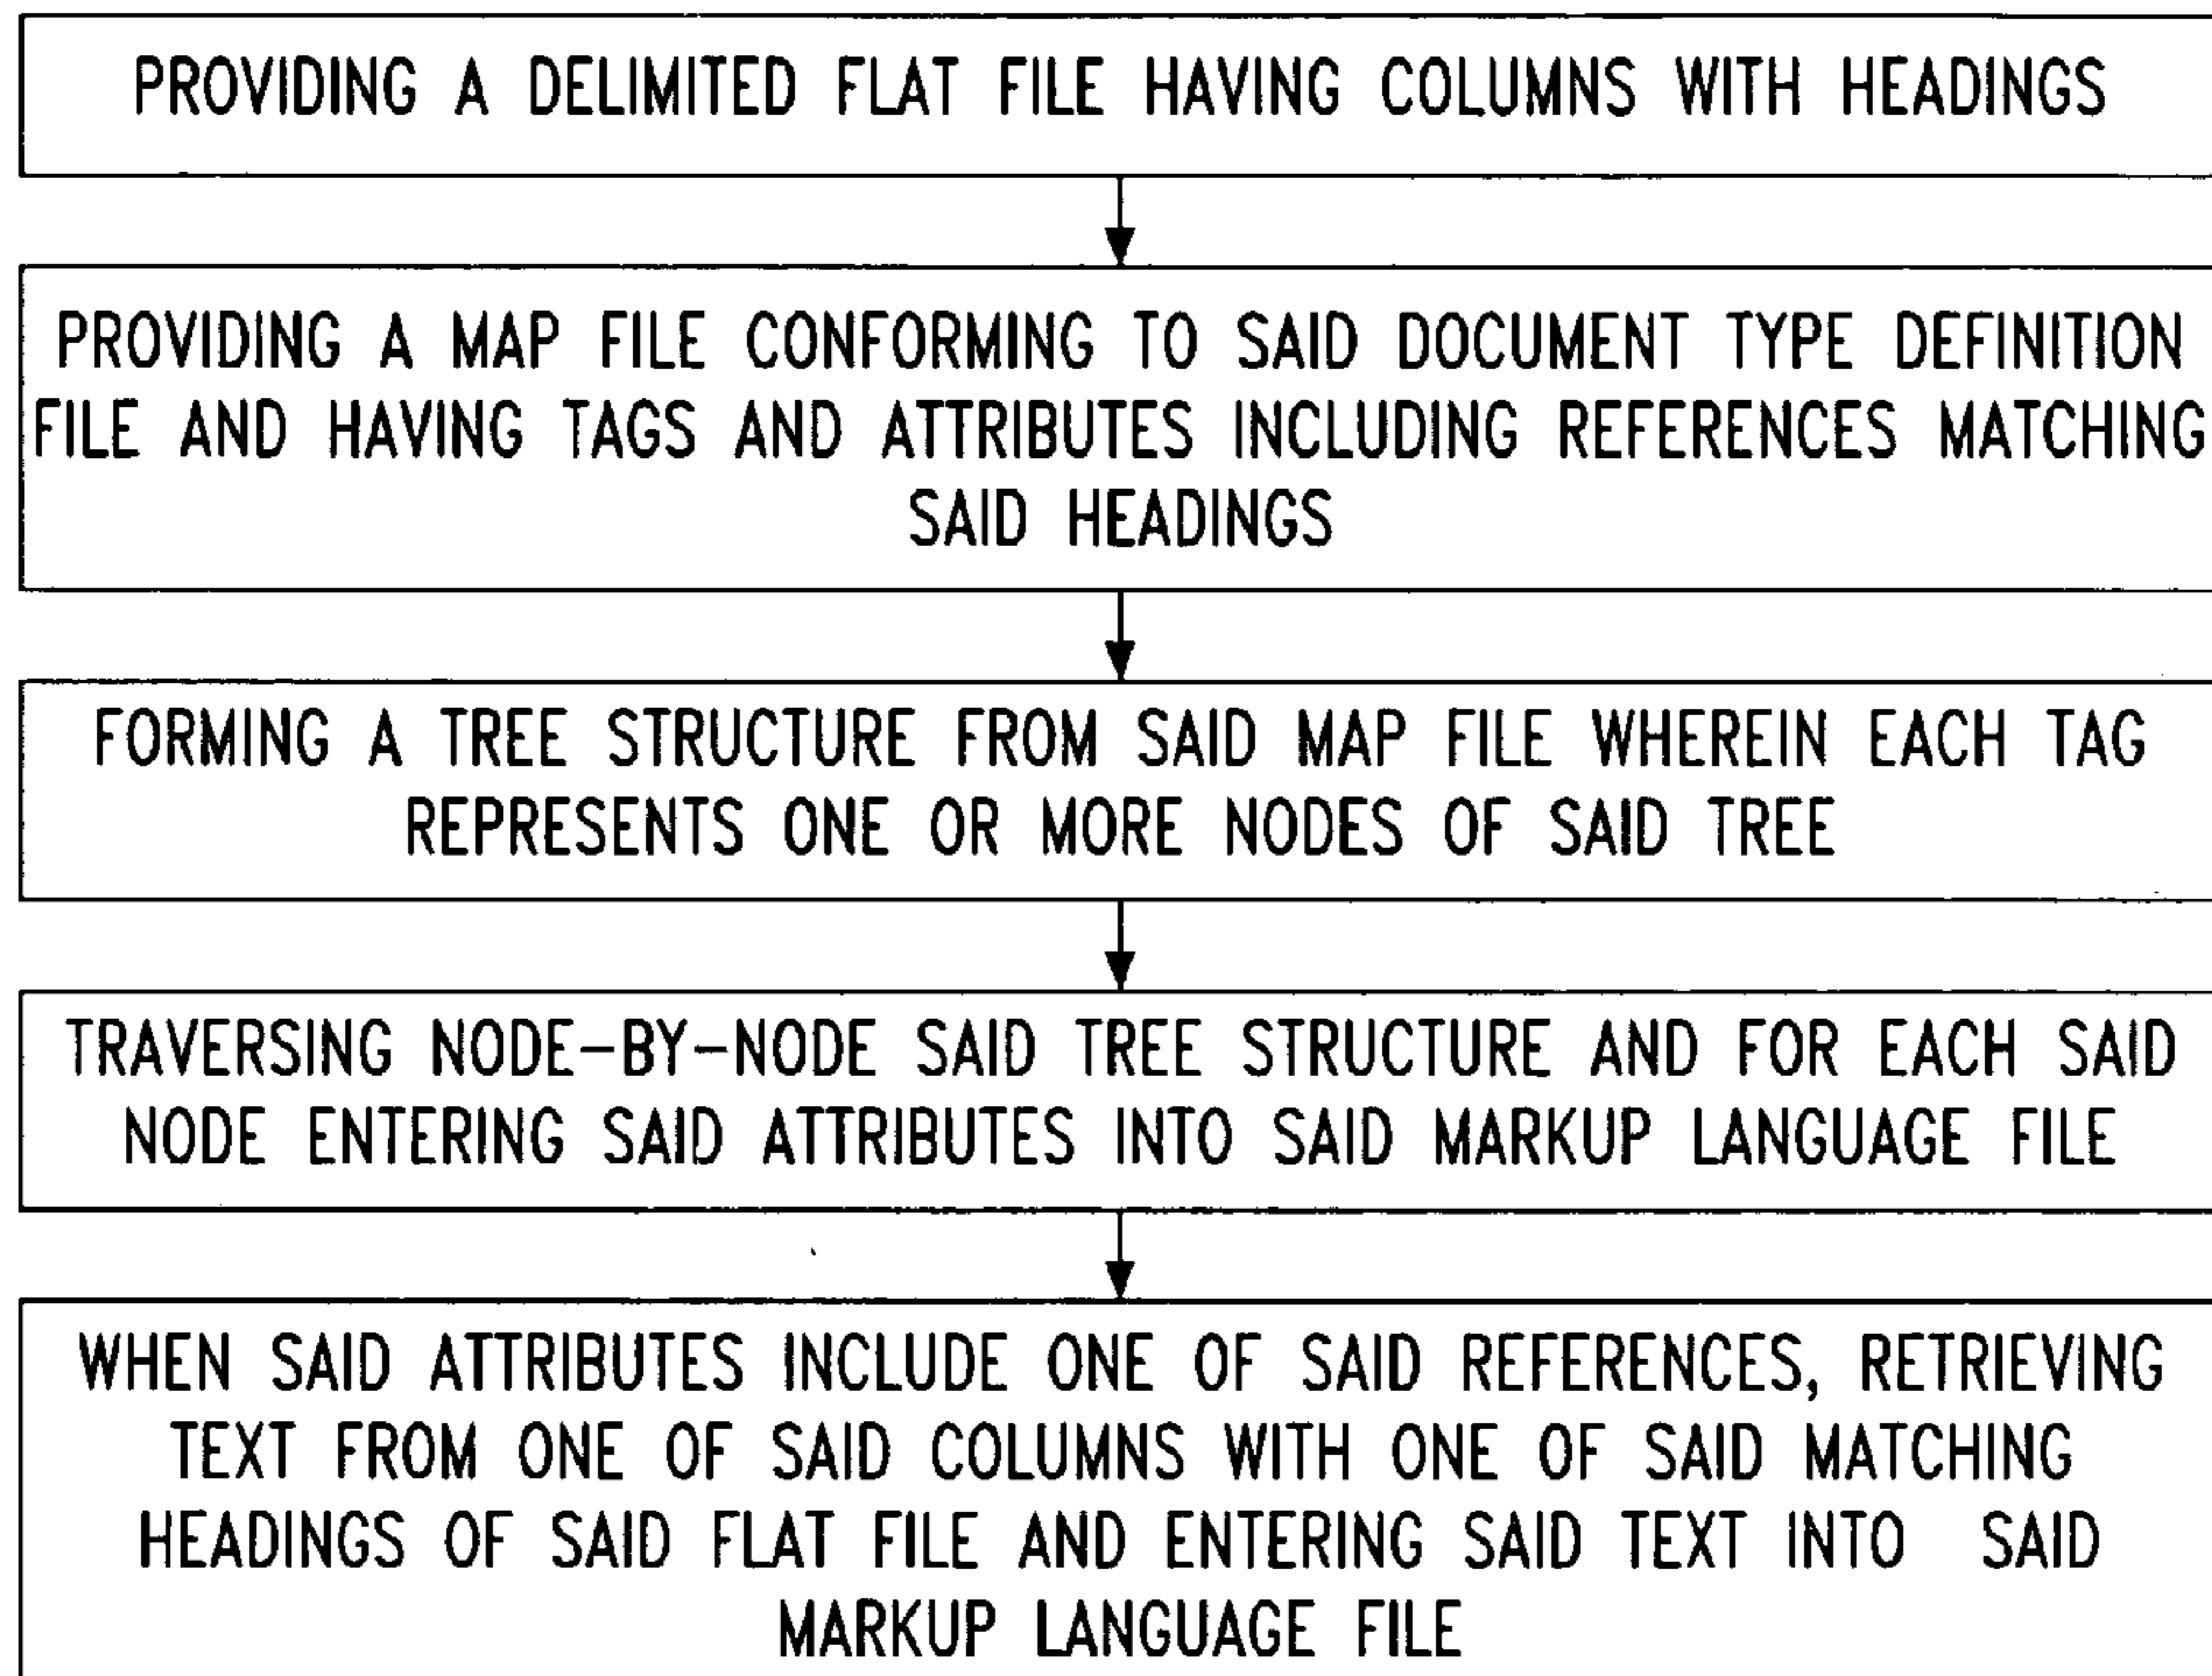 PROVIDING A DELIMITED FLAT FILE HAVING COLUMNS WITH HEADINGS
PROVIDING A MAP FILE CONFORMING TO SAID DOCUMENT TYPE DEFINITION
FILE AND HAVING TAGS AND ATTRIBUTES INCLUDING REFERENCES MATCHING
SAID HEADINGS
FORMING A TREE STRUCTURE FROM SAID MAP FILE WHEREIN EACH TAG
REPRESENTS ONE OR MORE NODES OF SAID TREE
TRAVERSING NODE-BY-NODE SAID TREE STRUCTURE AND FOR EACH SAID
NODE ENTERING SAID ATTRIBUTES INTO SAID MARKUP LANGUAGE FILE
WHEN SAID ATTRIBUTES INCLUDE ONE OF SAID REFERENCES, RETRIEVING
TEXT FROM ONE OF SAID COLUMNS WITH ONE OF SAID MATCHING
HEADINGS OF SAID FLAT FILE AND ENTERING SAID TEXT INTO SAID
MARKUP LANGUAGE FILE